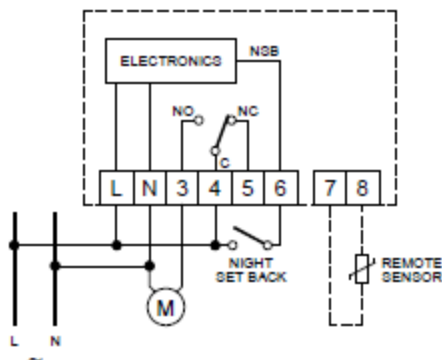 ELECTRONICS
NSB
NO
NC
C
L N 3 4 5 6 7 8
NIGHT
SET BACK
REMOTE
SENSOR
M
L N